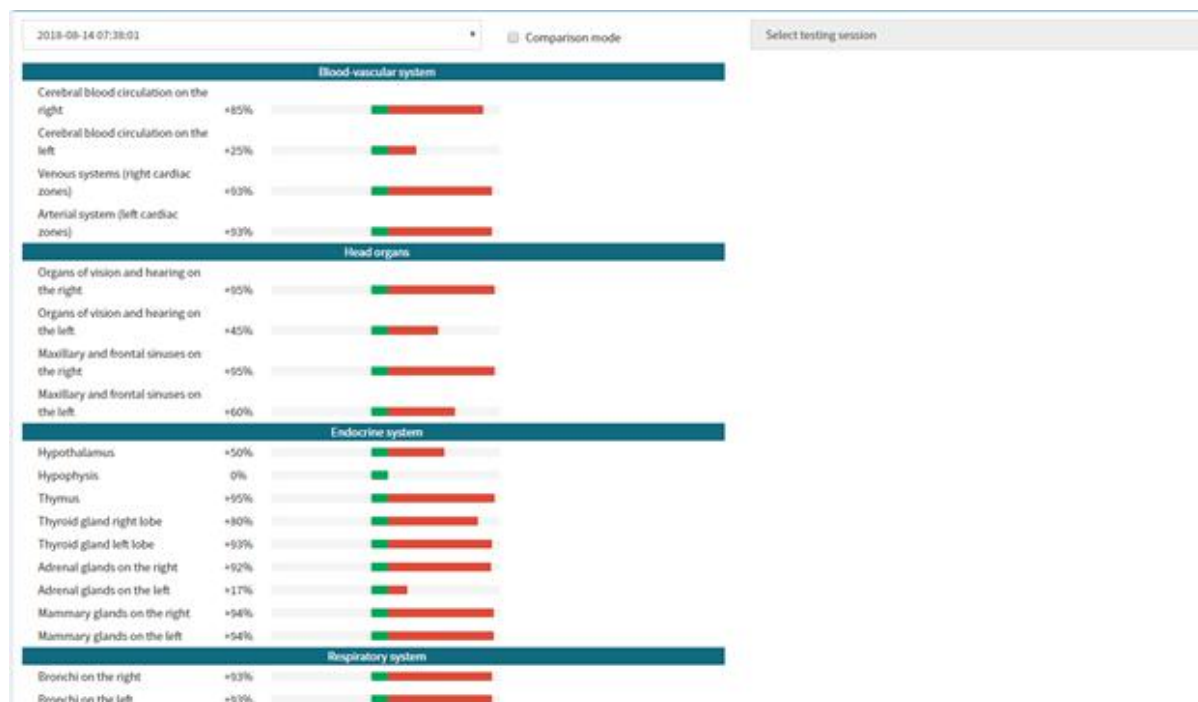 2018-08-14 07:38:01
Comparison mode
Select testing session
Blood-vascular system
Cerebral blood circulation on the
right +85%
Cerebral blood circulation on the
left +25%
Venous systems (right cardiac
zones) +93%
Arterial system (left cardiac
zones) +93%
Head organs
Organs of vision and hearing on
the right +95%
Organs of vision and hearing on
the left +45%
Maxillary and frontal sinuses on
the right +95%
Maxillary and frontal sinuses on
the left +60%
Endocrine system
Hypothalamus +50%
Hypophysis 0%
Thymus +95%
Thyroid gland right lobe +80%
Thyroid gland left lobe +93%
Adrenal glands on the right +92%
Adrenal glands on the left +17%
Mammary glands on the right +94%
Mammary glands on the left +94%
Respiratory system
Bronchi on the right +93%
Bronchi on the left +93%